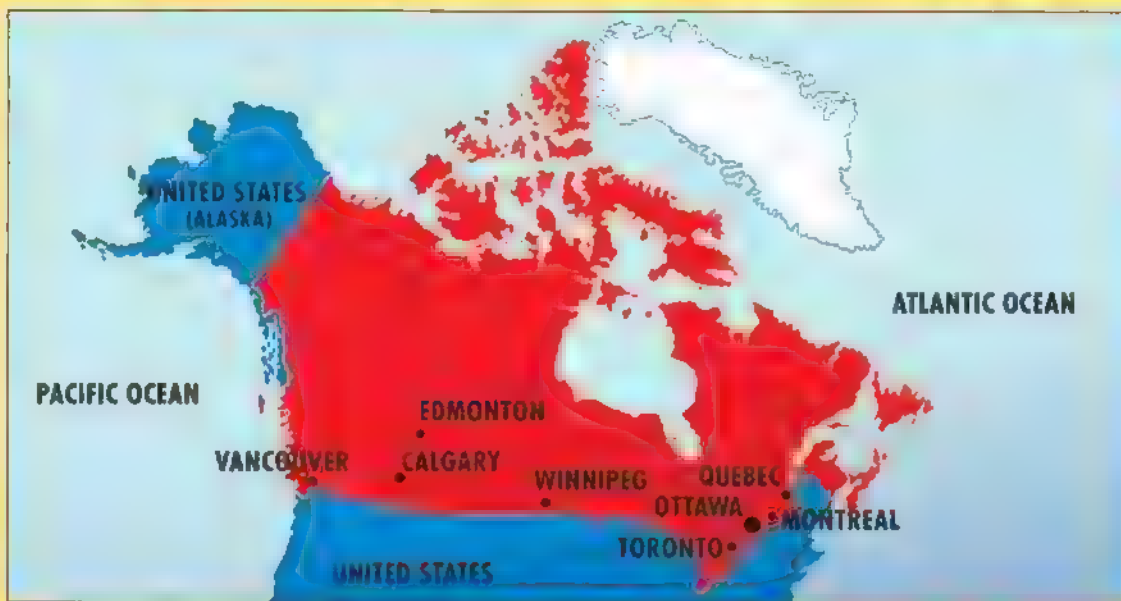 UNITED STATES
(ALASKA)
ATLANTIC OCEAN
PACIFIC OCEAN
EDMONTON
VANCOUVER
CALGARY
WINNIPEG
QUEBEC
OTTAWA
MONTREAL
TORONTO
UNITED STATES